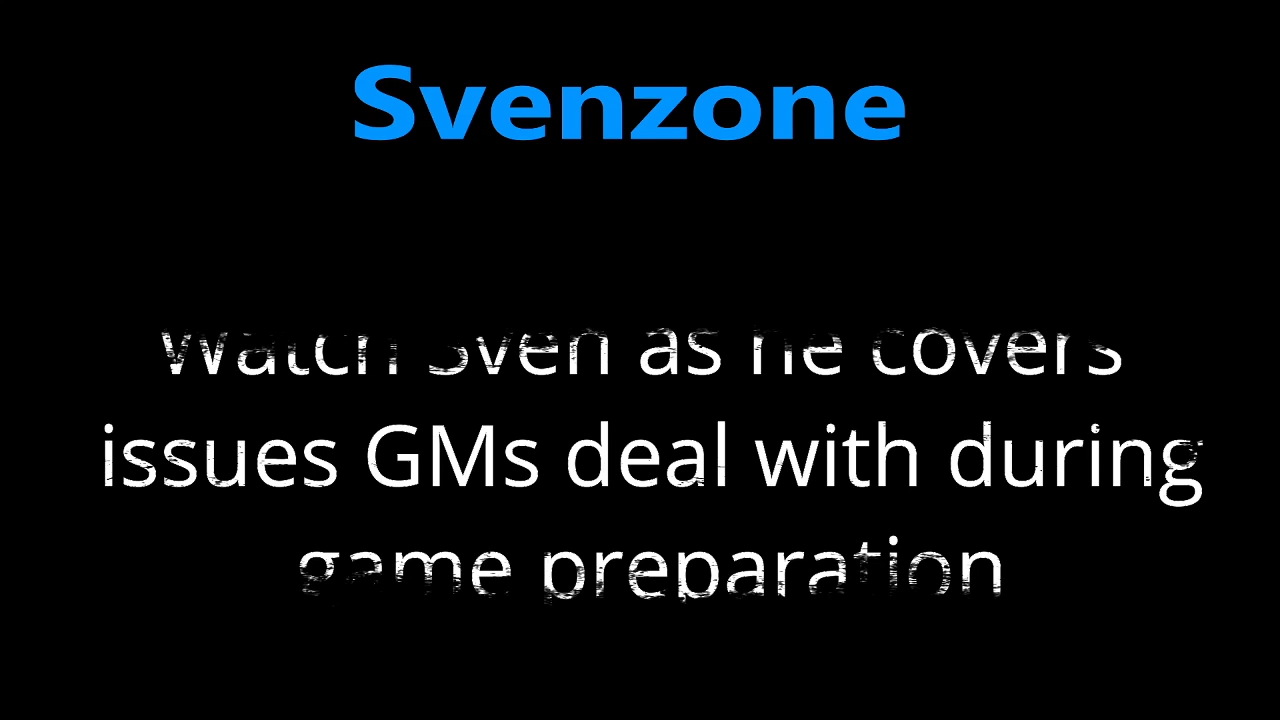 Svenzone
Watch Sven as he covers
issues GMs deal with during
game preparation